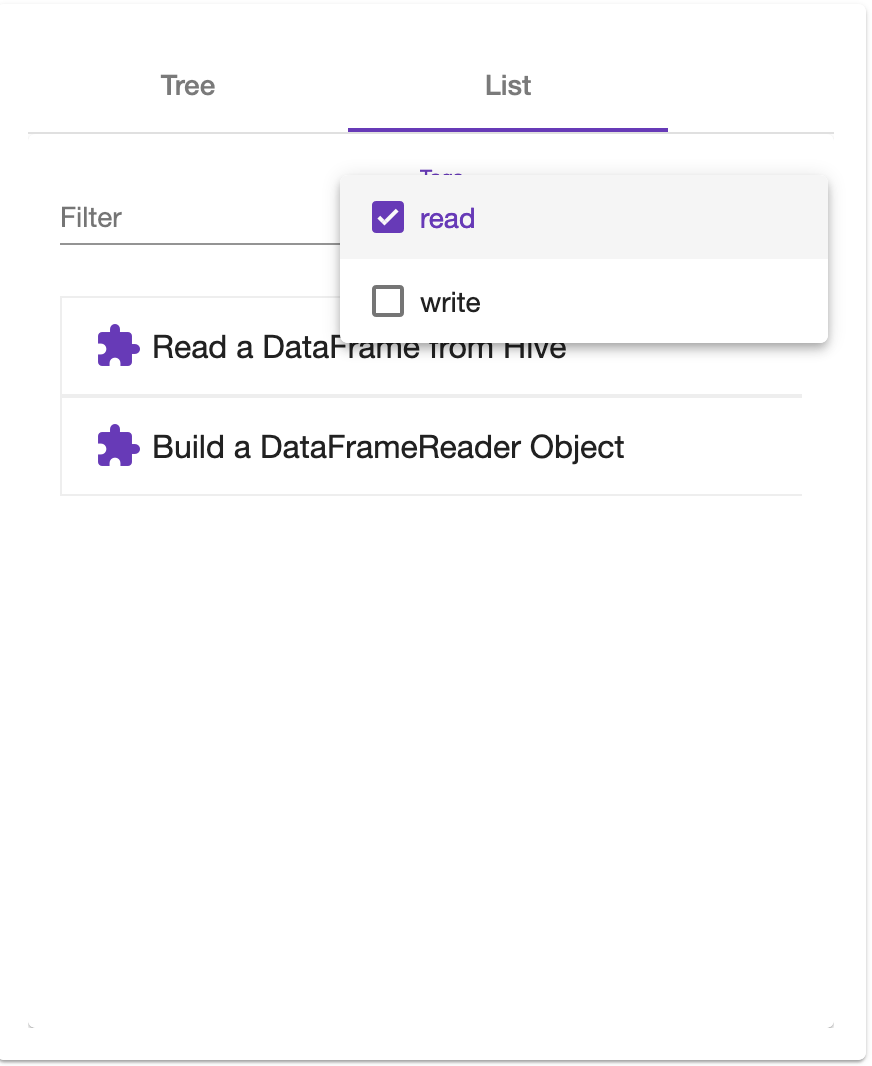 Tree
List
Tags
Filter
read
write
Read a DataFrame from Hive
Build a DataFrameReader Object